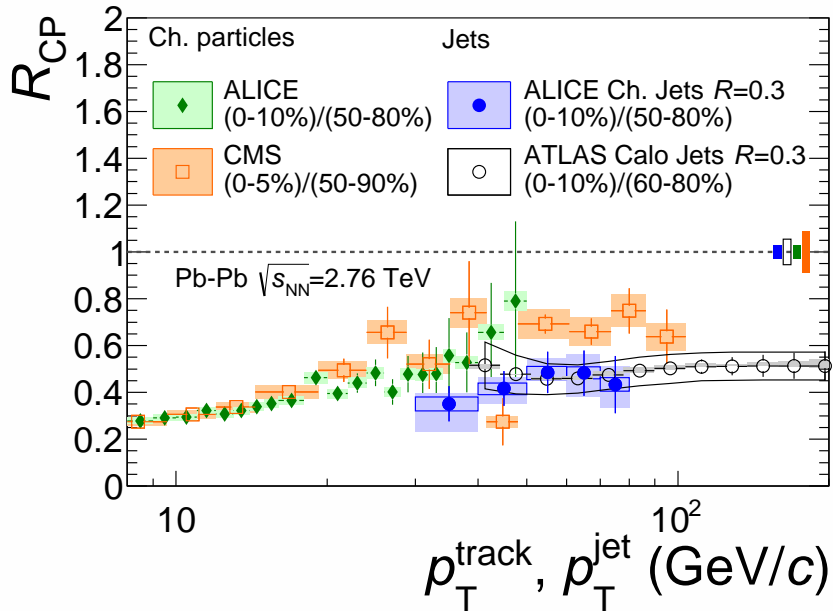 R_CP
2
1.8
1.6
1.4
1.2
1
0.8
0.6
0.4
0.2
0
Ch. particles
ALICE
(0-10%)/(50-80%)
CMS
(0-5%)/(50-90%)
Jets
ALICE Ch. Jets R=0.3
(0-10%)/(50-80%)
ATLAS Calo Jets R=0.3
(0-10%)/(60-80%)
Pb-Pb √s_NN=2.76 TeV
10
10²
p_T^track, p_T^jet (GeV/c)